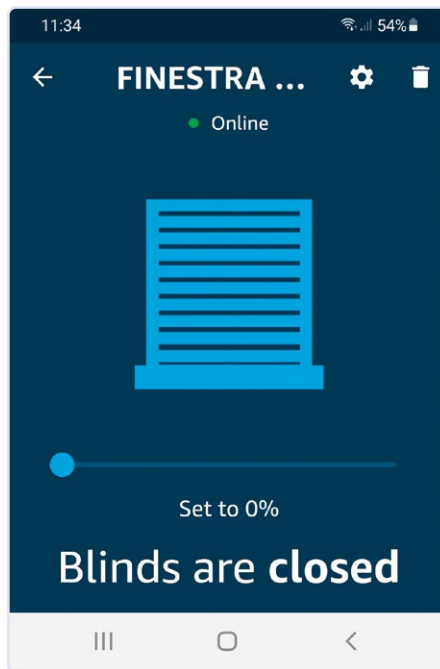 11:34
54%
FINESTRA ...
Online
Set to 0%
Blinds are closed